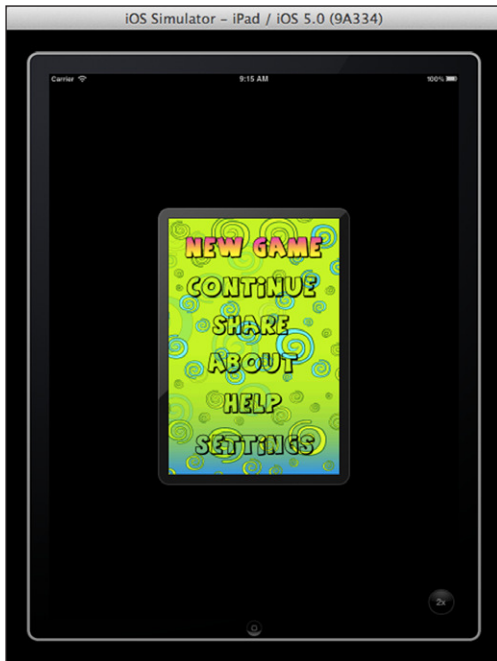 iOS Simulator – iPad / iOS 5.0 (9A334)
Carrier 9:15 AM 100%
NEW GAME
CONTiNUE
SHARE
ABOUT
HELP
SETTiNGS
2x